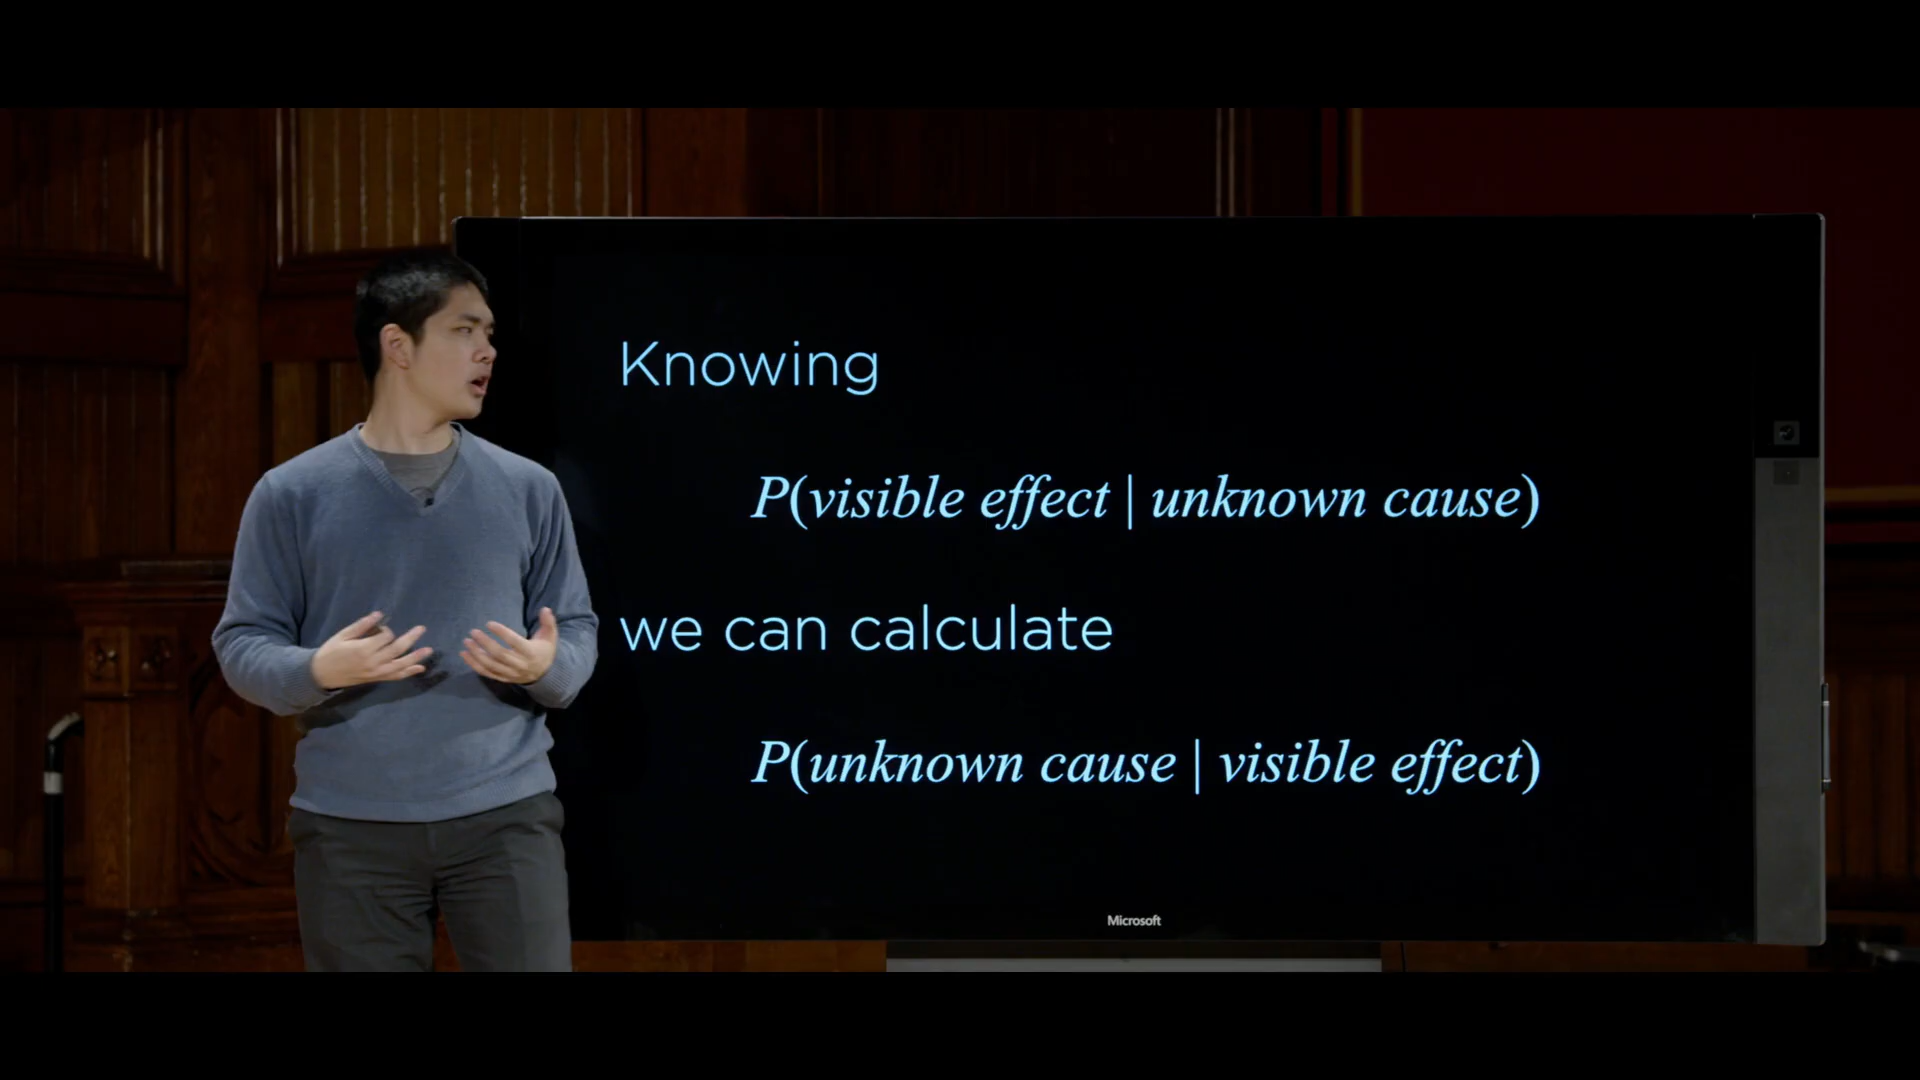 Knowing
P(visible effect | unknown cause)
we can calculate
P(unknown cause | visible effect)
Microsoft